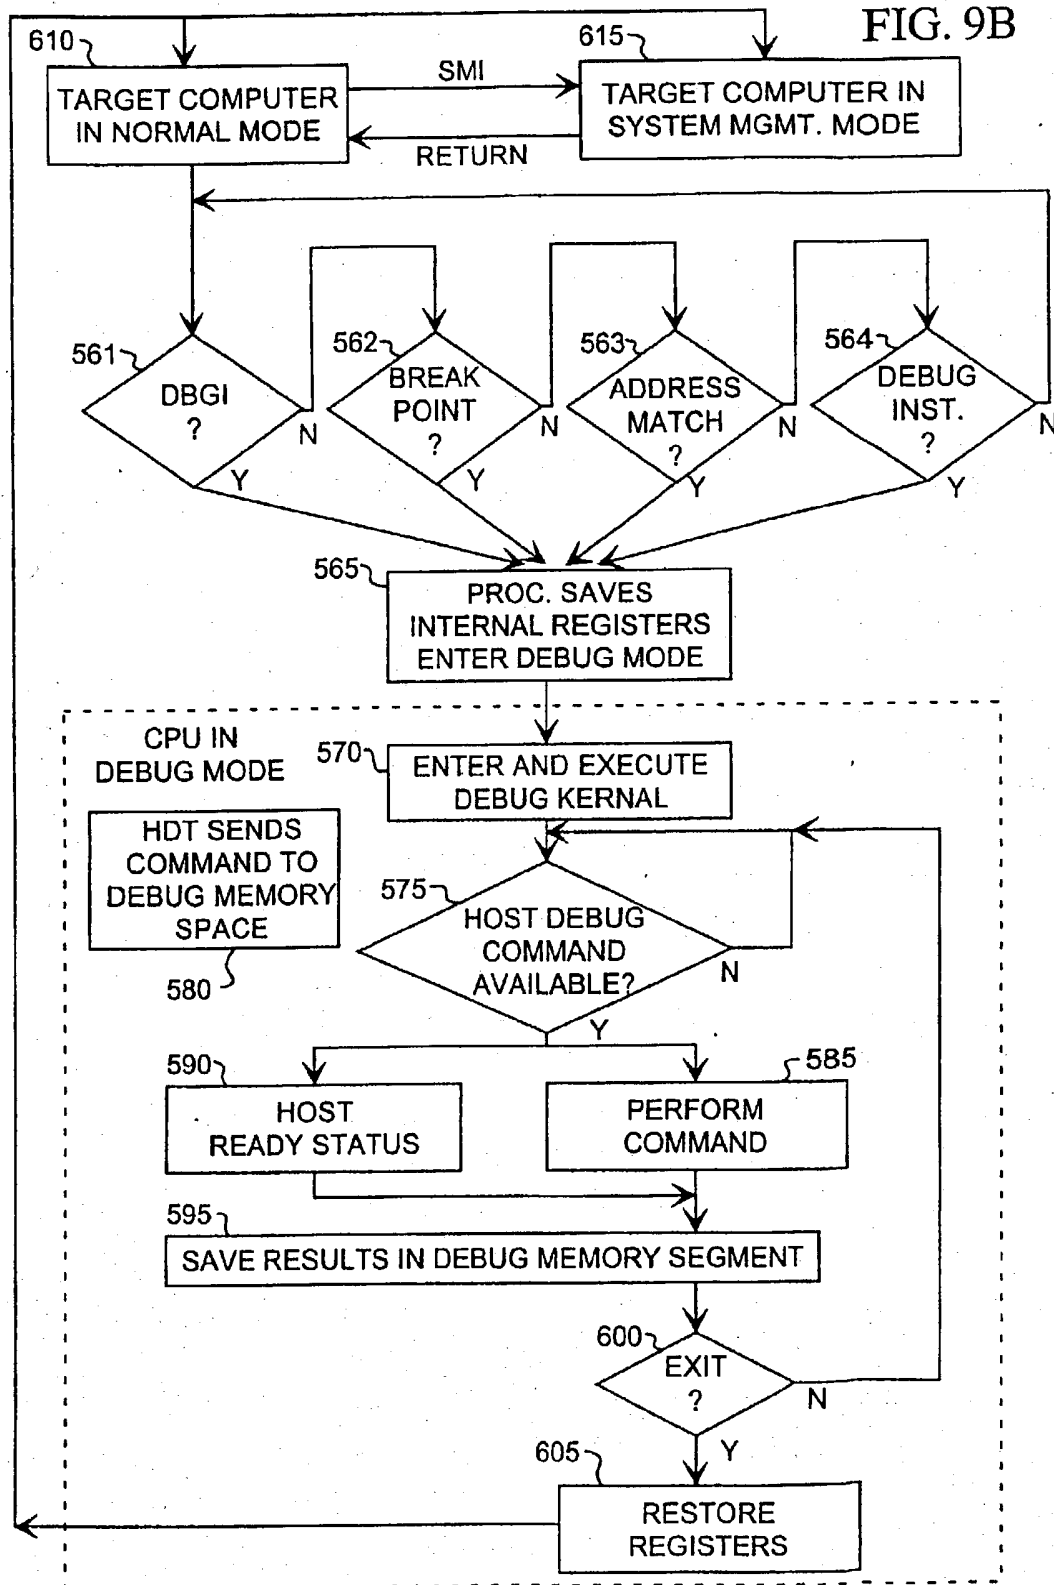 FIG. 9B
610
615
TARGET COMPUTER
IN NORMAL MODE
SMI
RETURN
TARGET COMPUTER IN
SYSTEM MGMT. MODE
561
DBGI
?
N
Y
562
BREAK
POINT
?
N
Y
563
ADDRESS
MATCH
?
N
Y
564
DEBUG
INST.
?
N
Y
565
PROC. SAVES
INTERNAL REGISTERS
ENTER DEBUG MODE
CPU IN
DEBUG MODE
570
ENTER AND EXECUTE
DEBUG KERNAL
HDT SENDS
COMMAND TO
DEBUG MEMORY
SPACE
580
575
HOST DEBUG
COMMAND
AVAILABLE?
N
Y
590
HOST
READY STATUS
585
PERFORM
COMMAND
595
SAVE RESULTS IN DEBUG MEMORY SEGMENT
600
EXIT
?
N
Y
605
RESTORE
REGISTERS